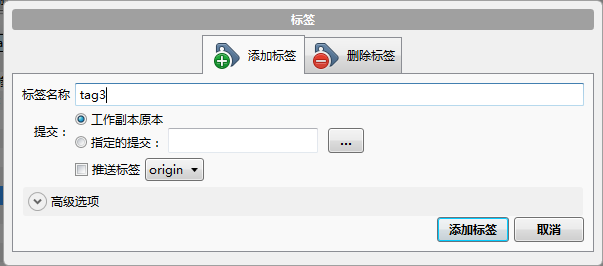 标签
添加标签 删除标签
标签名称 tag3
提交： 工作副本原本
指定的提交： ...
推送标签 origin
高级选项
添加标签 取消